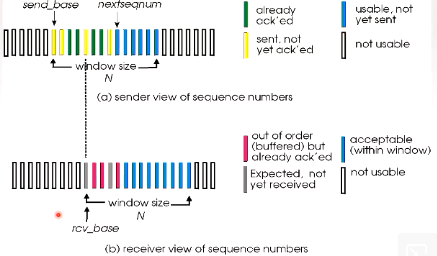 send_base nextseqnum
already
ack'ed
usable, not
yet sent
sent, not
yet ack'ed
not usable
window size
N
(a) sender view of sequence numbers
out of order
(buffered) but
already ack'ed
acceptable
(within window)
Expected, not
yet received
not usable
window size
N
rcv_base
(b) receiver view of sequence numbers